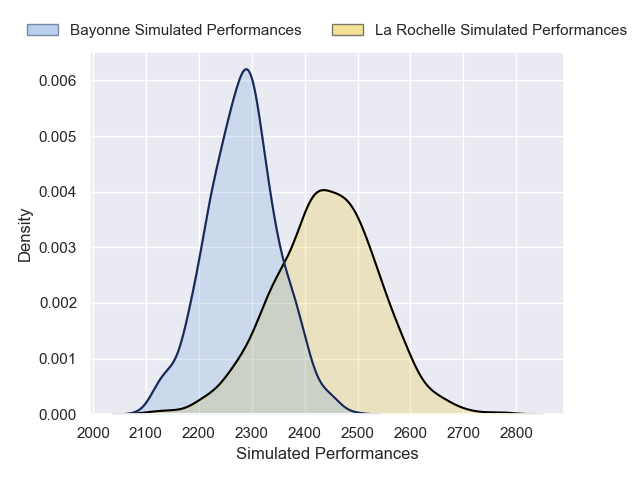 Bayonne Simulated Performances La Rochelle Simulated Performances
0.006
0.005
0.004
0.003
0.002
0.001
0.000
Density
2000 2100 2200 2300 2400 2500 2600 2700 2800
Simulated Performances